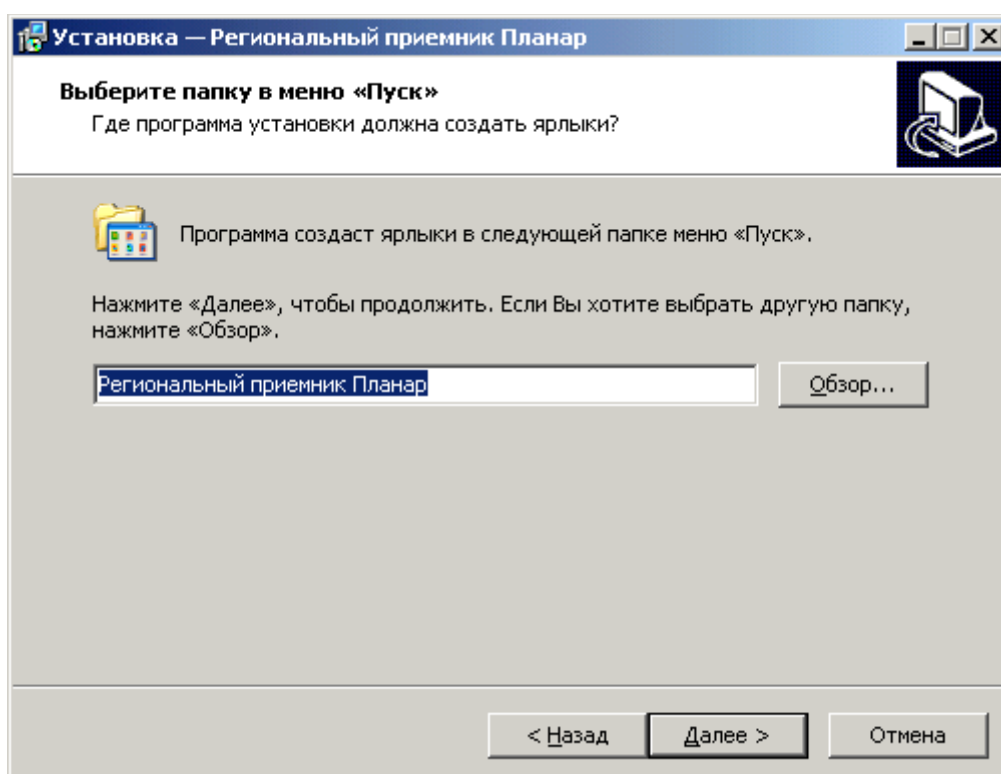 Установка — Региональный приемник Планар
Выберите папку в меню «Пуск»
Где программа установки должна создать ярлыки?
Программа создаст ярлыки в следующей папке меню «Пуск».
Нажмите «Далее», чтобы продолжить. Если Вы хотите выбрать другую папку,
нажмите «Обзор».
Региональный приемник Планар
Обзор...
< Назад
Далее >
Отмена